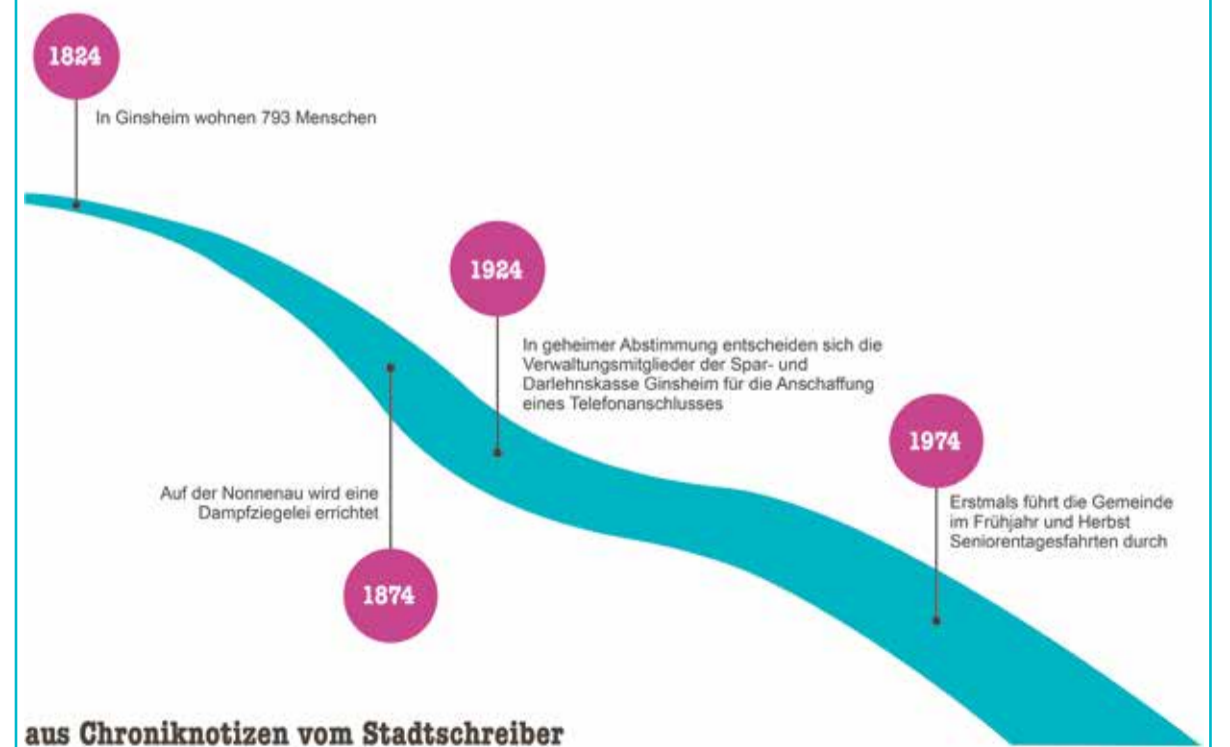 1824
In Ginsheim wohnen 793 Menschen
1924
In geheimer Abstimmung entscheiden sich die
Verwaltungsmitglieder der Spar- und
Darlehnskasse Ginsheim für die Anschaffung
eines Telefonanschlusses
1974
Erstmals führt die Gemeinde
im Frühjahr und Herbst
Seniorentagesfahrten durch
Auf der Nonnenau wird eine
Dampfziegelei errichtet
1874
aus Chroniknotizen vom Stadtschreiber